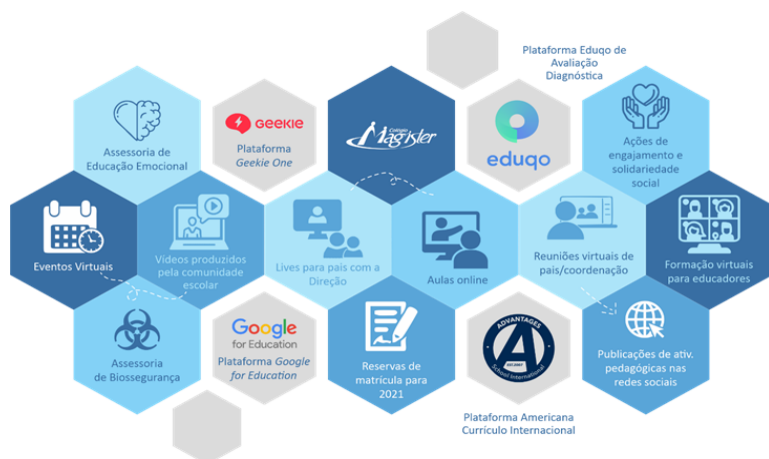 Plataforma Eduqo de
Avaliação
Diagnóstica
Assessoria de
Educação Emocional
GEEKIE
Plataforma
Geekie One
Colégio
Magister
eduqo
Ações de
engajamento e
solidariedade
social
Eventos Virtuais
Vídeos produzidos
pela comunidade
escolar
Lives para pais com a
Direção
Aulas online
Reuniões virtuais de
pais/coordenação
Formação virtuais
para educadores
Assessoria
de Biossegurança
Google
for Education
Plataforma Google
for Education
Reservas de
matrícula para
2021
ADVANTAGES
A
School International
Publicações de ativ.
pedagógicas nas
redes sociais
Plataforma Americana
Currículo Internacional